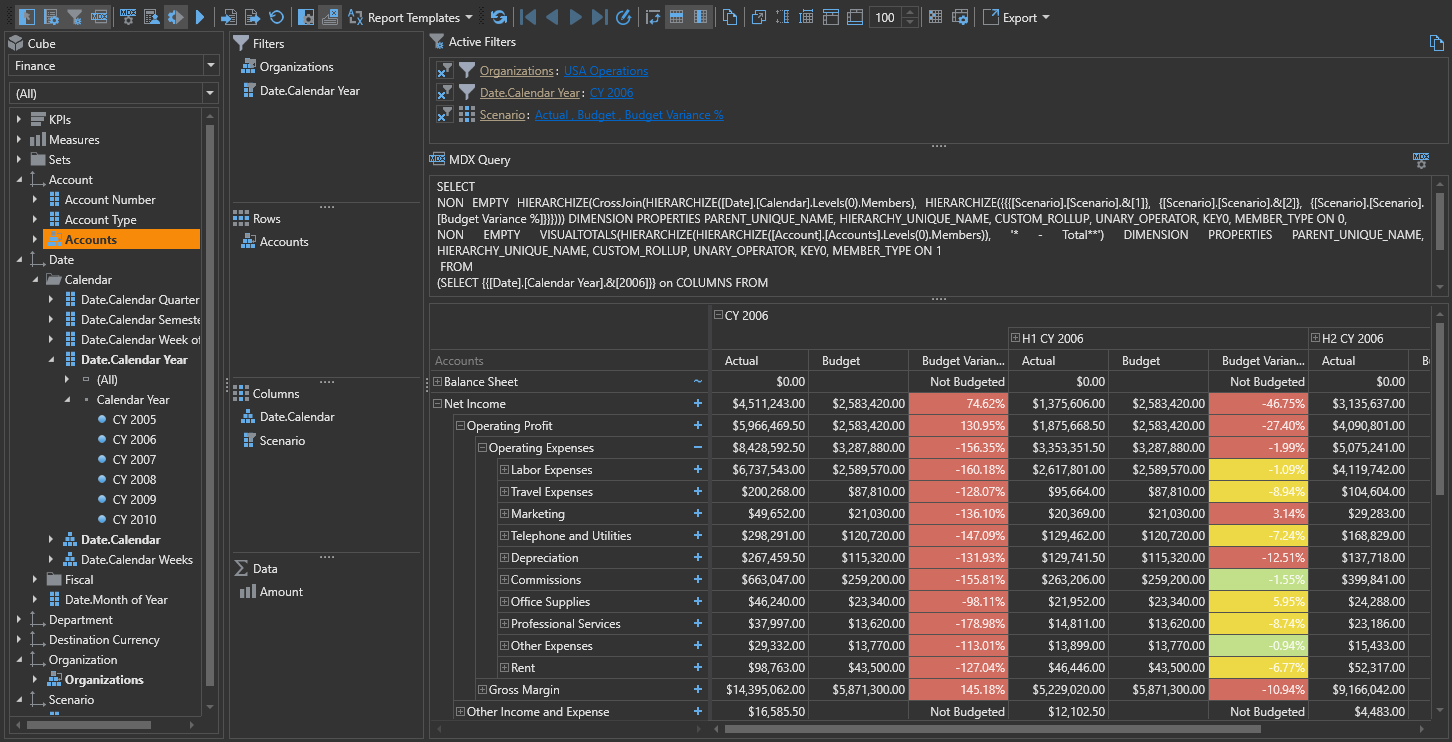 Report Templates
100
Export
Cube
Finance
(All)
KPIs
Measures
Sets
Account
Account Number
Account Type
Accounts
Date
Calendar
Date.Calendar Quarter
Date.Calendar Semeste
Date.Calendar Week of
Date.Calendar Year
(All)
Calendar Year
CY 2005
CY 2006
CY 2007
CY 2008
CY 2009
CY 2010
Date.Calendar
Date.Calendar Weeks
Fiscal
Date.Month of Year
Department
Destination Currency
Organization
Organizations
Scenario
Filters
Organizations
Date.Calendar Year
Rows
Accounts
Columns
Date.Calendar
Scenario
Data
Amount
Active Filters
Organizations : USA Operations
Date.Calendar Year : CY 2006
Scenario : Actual , Budget , Budget Variance %
MDX Query
SELECT
NON EMPTY HIERARCHIZE(CrossJoin(HIERARCHIZE([Date].[Calendar].Levels(0).Members), HIERARCHIZE({{{[Scenario].[Scenario].&[1]}, {[Scenario].[Scenario].&[2]}, {[Scenario].[Scenario].
[Budget Variance %]}}}))) DIMENSION PROPERTIES PARENT_UNIQUE_NAME, HIERARCHY_UNIQUE_NAME, CUSTOM_ROLLUP, UNARY_OPERATOR, KEY0, MEMBER_TYPE ON 0,
NON EMPTY VISUALTOTALS(HIERARCHIZE(HIERARCHIZE([Account].[Accounts].Levels(0).Members)), '* - Total**') DIMENSION PROPERTIES PARENT_UNIQUE_NAME,
HIERARCHY_UNIQUE_NAME, CUSTOM_ROLLUP, UNARY_OPERATOR, KEY0, MEMBER_TYPE ON 1
FROM
(SELECT {{[Date].[Calendar Year].&[2006]}} on COLUMNS FROM
CY 2006
H1 CY 2006 H2 CY 2006
Accounts Actual Budget Budget Varian... Actual Budget Budget Varian... Actual
Balance Sheet ~ $0.00 Not Budgeted $0.00 Not Budgeted $0.00
Net Income + $4,511,243.00 $2,583,420.00 74.62% $1,375,606.00 $2,583,420.00 -46.75% $3,135,637.00
Operating Profit + $5,966,469.50 $2,583,420.00 130.95% $1,875,668.50 $2,583,420.00 -27.40% $4,090,801.00
Operating Expenses − $8,428,592.50 $3,287,880.00 -156.35% $3,353,351.50 $3,287,880.00 -1.99% $5,075,241.00
Labor Expenses + $6,737,543.00 $2,589,570.00 -160.18% $2,617,801.00 $2,589,570.00 -1.09% $4,119,742.00
Travel Expenses + $200,268.00 $87,810.00 -128.07% $95,664.00 $87,810.00 -8.94% $104,604.00
Marketing + $49,652.00 $21,030.00 -136.10% $20,369.00 $21,030.00 3.14% $29,283.00
Telephone and Utilities + $298,291.00 $120,720.00 -147.09% $129,462.00 $120,720.00 -7.24% $168,829.00
Depreciation + $267,459.50 $115,320.00 -131.93% $129,741.50 $115,320.00 -12.51% $137,718.00
Commissions + $663,047.00 $259,200.00 -155.81% $263,206.00 $259,200.00 -1.55% $399,841.00
Office Supplies + $46,240.00 $23,340.00 -98.11% $21,952.00 $23,340.00 5.95% $24,288.00
Professional Services + $37,997.00 $13,620.00 -178.98% $14,811.00 $13,620.00 -8.74% $23,186.00
Other Expenses + $29,332.00 $13,770.00 -113.01% $13,899.00 $13,770.00 -0.94% $15,433.00
Rent + $98,763.00 $43,500.00 -127.04% $46,446.00 $43,500.00 -6.77% $52,317.00
Gross Margin + $14,395,062.00 $5,871,300.00 145.18% $5,229,020.00 $5,871,300.00 -10.94% $9,166,042.00
Other Income and Expense + $16,585.50 Not Budgeted $12,102.50 Not Budgeted $4,483.00